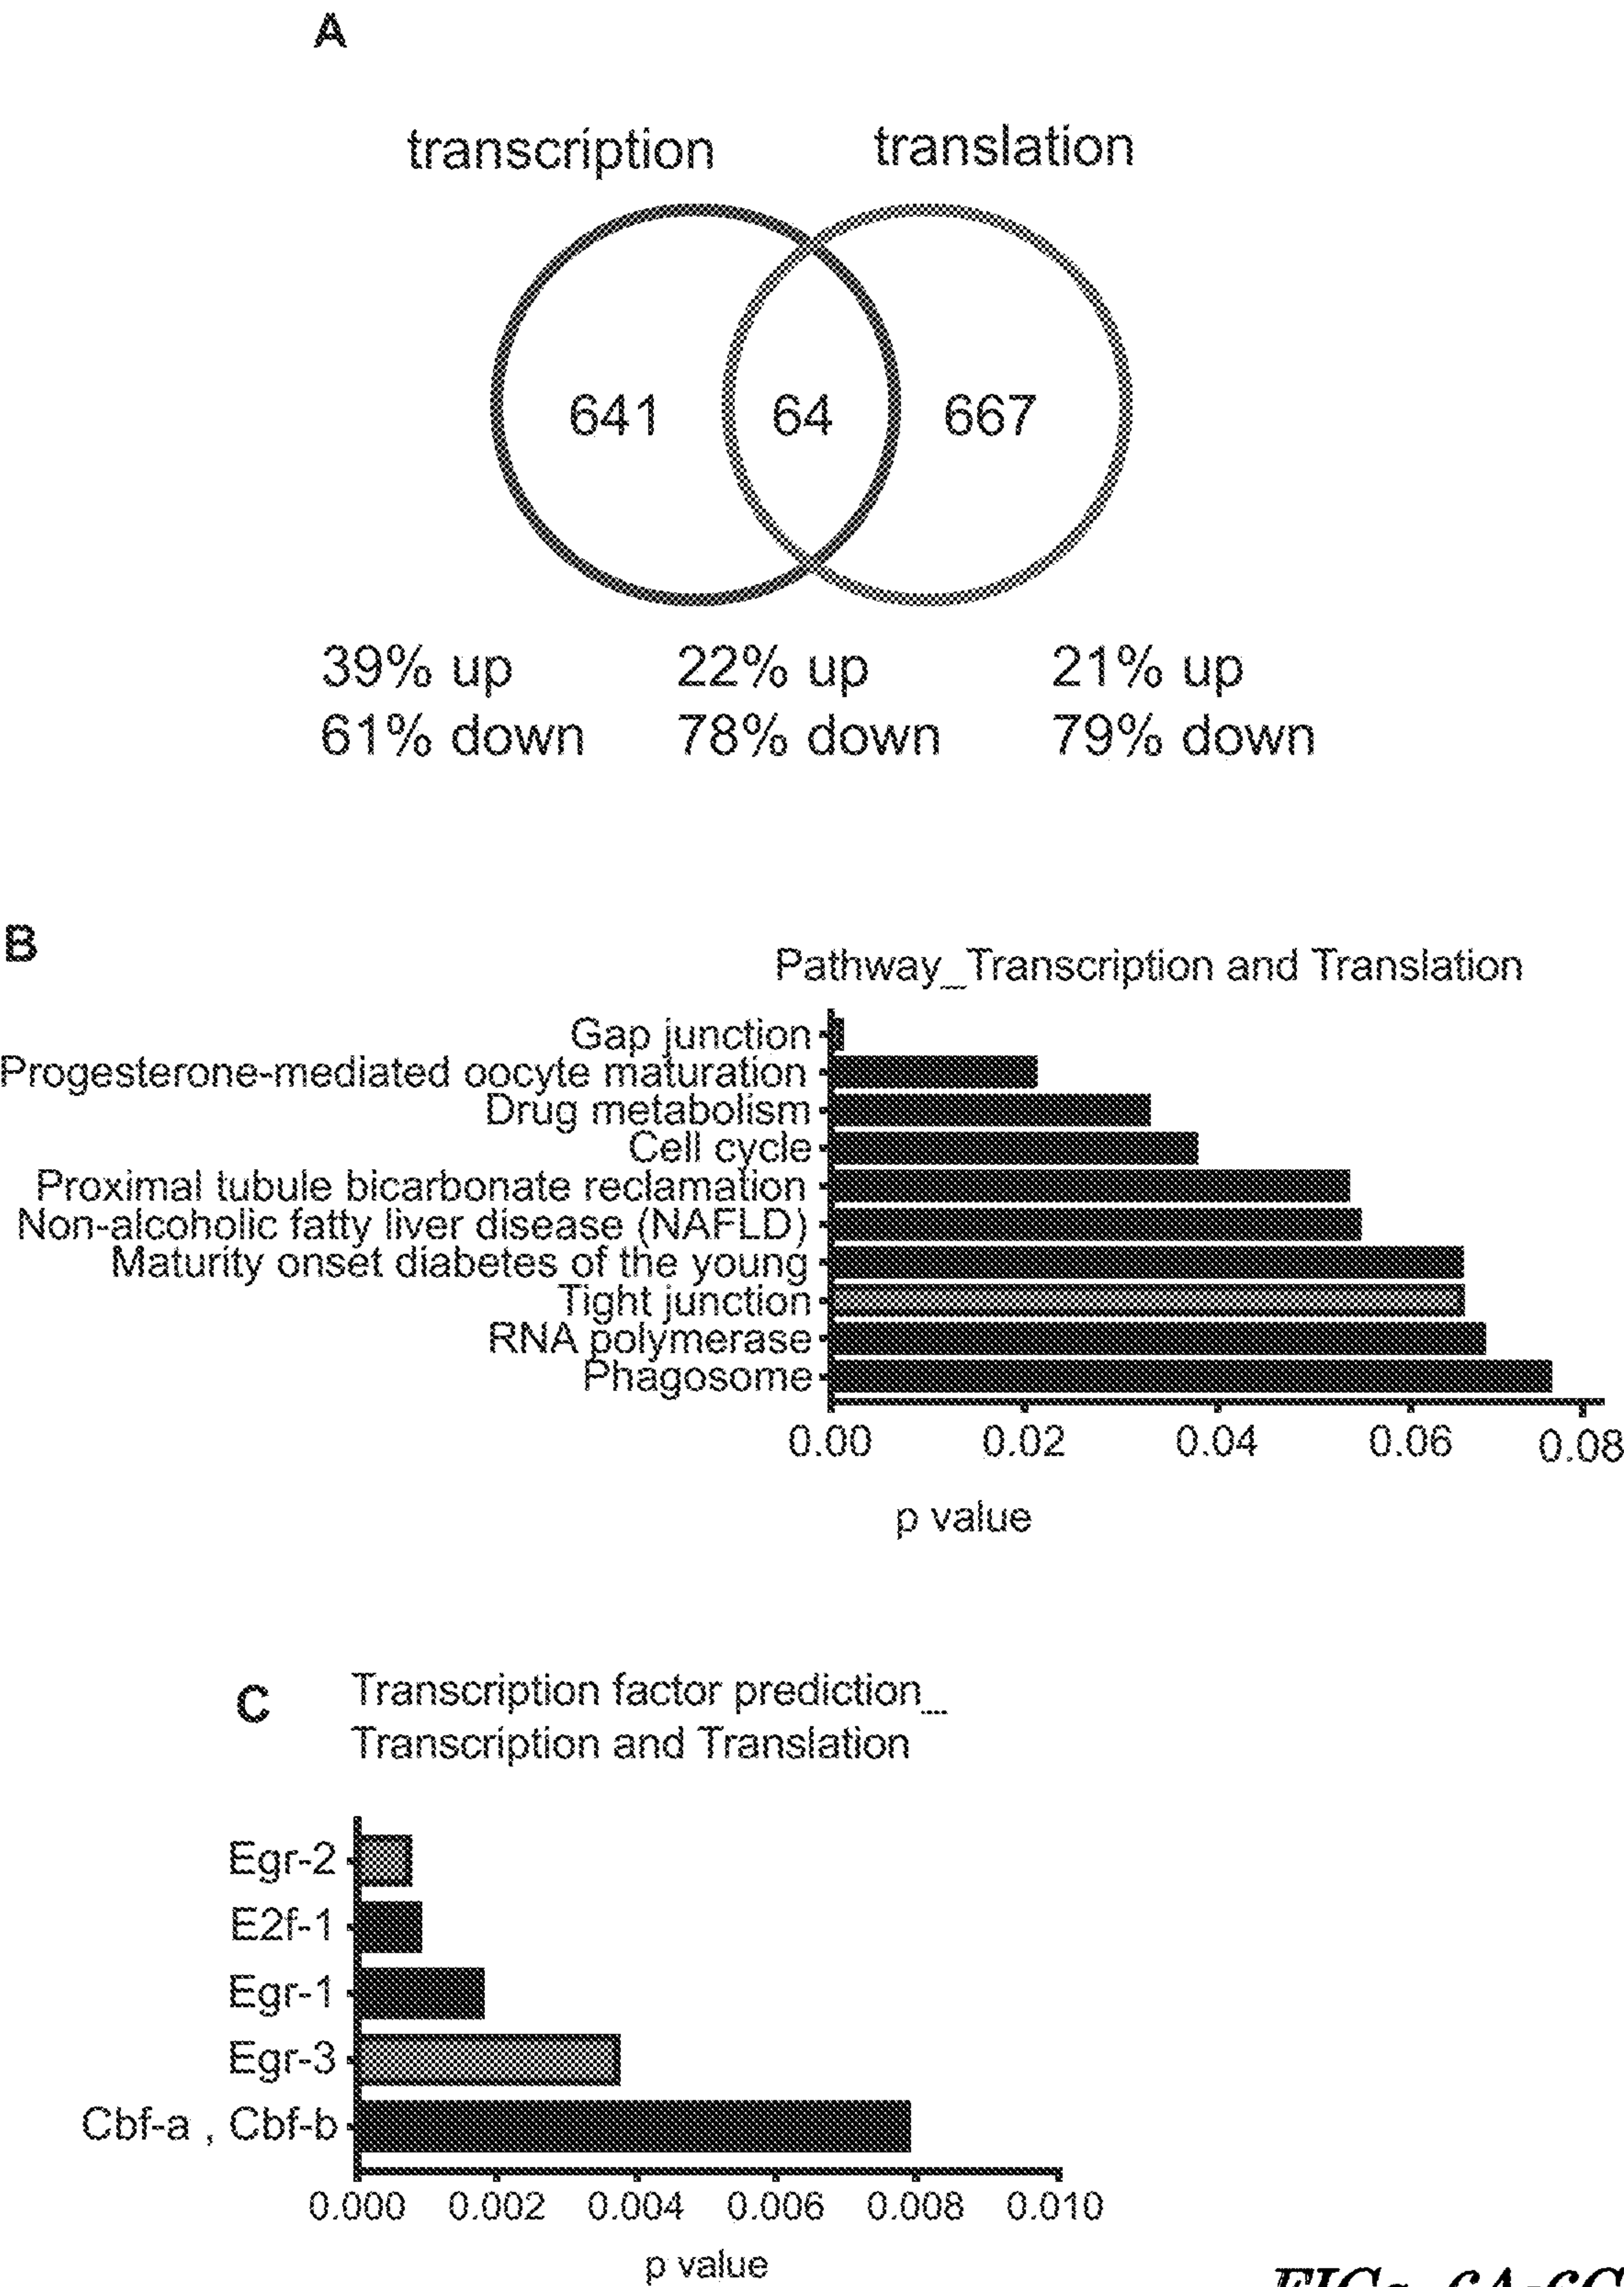 A
transcription translation
641 64 667
39% up 22% up 21% up
61% down 78% down 79% down
B
Pathway_Transcription and Translation
Gap junction
Progesterone-mediated oocyte maturation
Drug metabolism
Cell cycle
Proximal tubule bicarbonate reclamation
Non-alcoholic fatty liver disease (NAFLD)
Maturity onset diabetes of the young
Tight junction
RNA polymerase
Phagosome
0.00 0.02 0.04 0.06 0.08
p value
C
Transcription factor prediction_
Transcription and Translation
Egr-2
E2f-1
Egr-1
Egr-3
Cbf-a , Cbf-b
0.000 0.002 0.004 0.006 0.008 0.010
p value